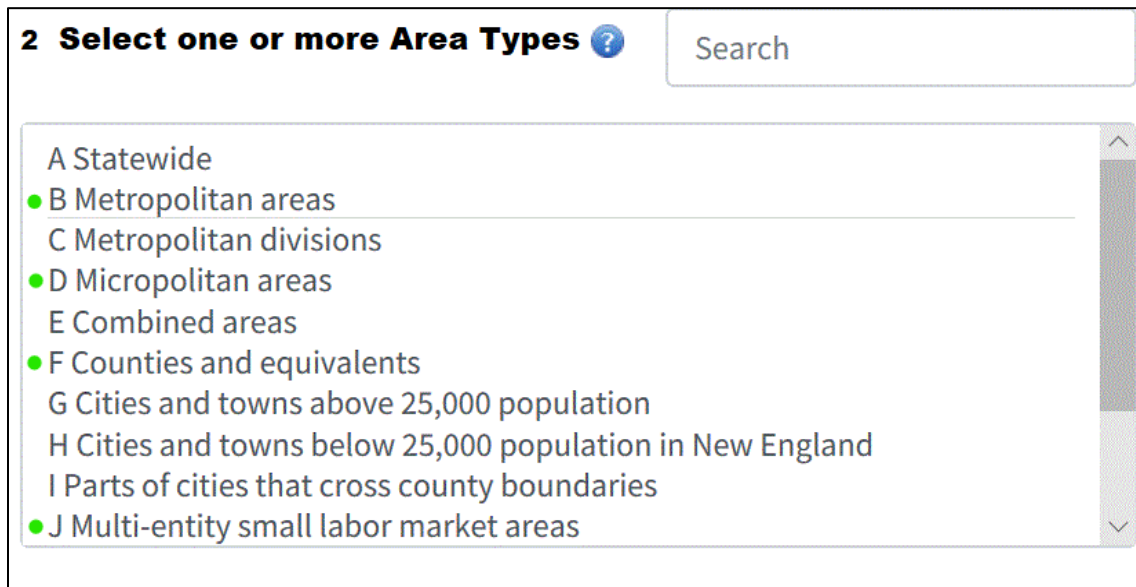 2 Select one or more Area Types ?
Search
A Statewide
B Metropolitan areas
C Metropolitan divisions
D Micropolitan areas
E Combined areas
F Counties and equivalents
G Cities and towns above 25,000 population
H Cities and towns below 25,000 population in New England
I Parts of cities that cross county boundaries
J Multi-entity small labor market areas